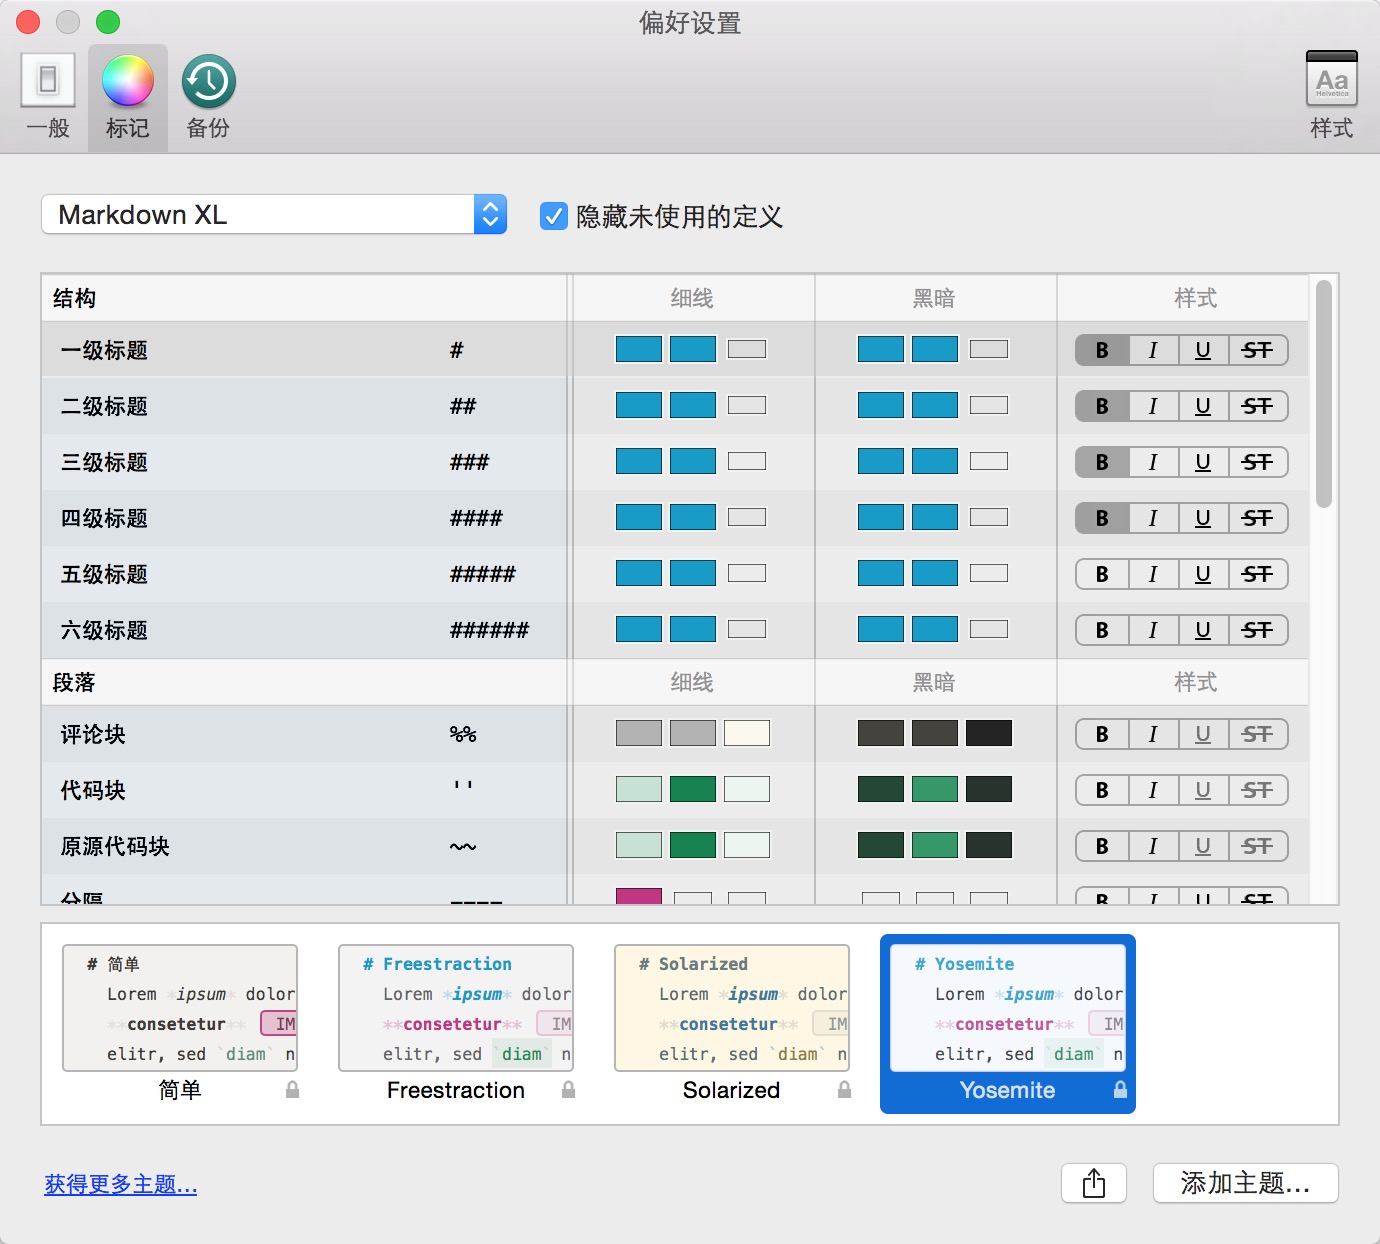 偏好设置
一般 标记 备份 Aa Helvetica 样式
Markdown XL 隐藏未使用的定义
结构 细线 黑暗 样式
一级标题 # B I U ST
二级标题 ## B I U ST
三级标题 ### B I U ST
四级标题 #### B I U ST
五级标题 ##### B I U ST
六级标题 ###### B I U ST
段落 细线 黑暗 样式
评论块 %% B I U ST
代码块 '' B I U ST
原源代码块 ~~ B I U ST
分隔 ---- B I U ST
# 简单
Lorem *ipsum* dolor
**consetetur** IM
elitr, sed `diam` n
简单
# Freestraction
Lorem *ipsum* dolor
**consetetur** IM
elitr, sed `diam` n
Freestraction
# Solarized
Lorem *ipsum* dolor
**consetetur** IM
elitr, sed `diam` n
Solarized
# Yosemite
Lorem *ipsum* dolor
**consetetur** IM
elitr, sed `diam` n
Yosemite
获得更多主题... 添加主题...